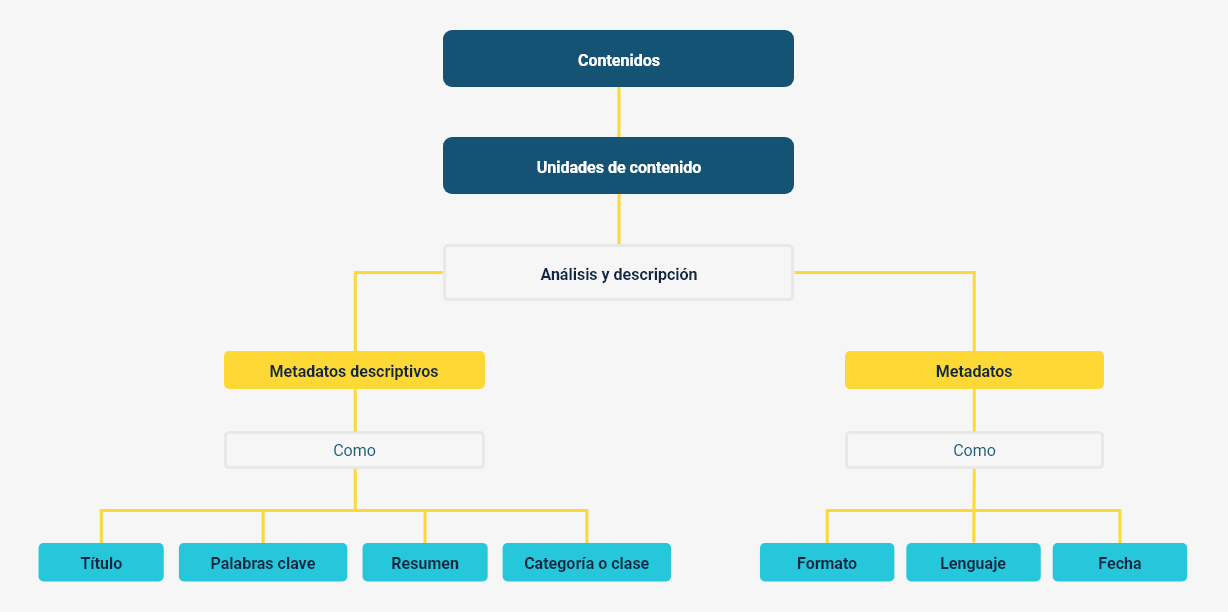 Contenidos
Unidades de contenido
Análisis y descripción
Metadatos descriptivos
Metadatos
Como
Como
Título
Palabras clave
Resumen
Categoría o clase
Formato
Lenguaje
Fecha